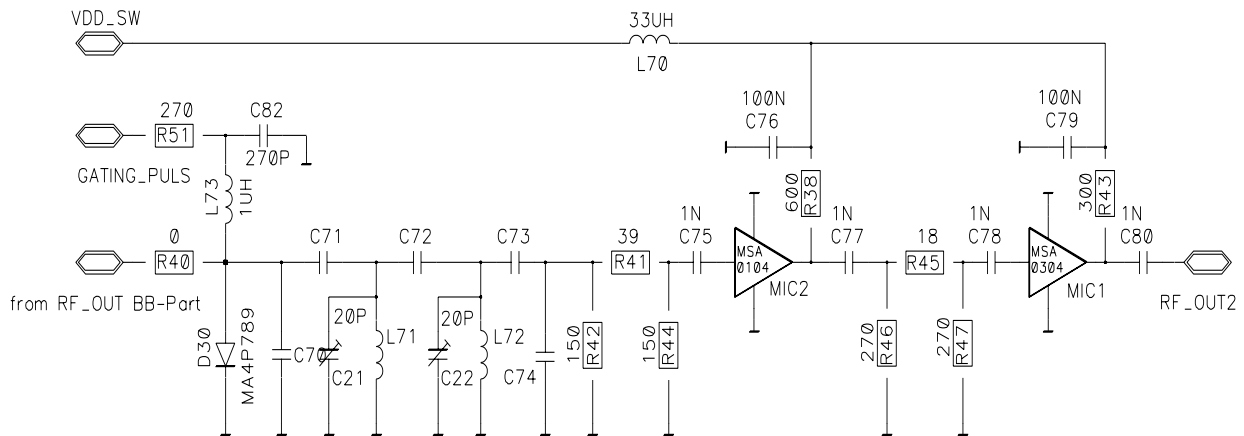 VDD_SW
33UH
L70
100N
C76
100N
C79
270
R51
C82
270P
GATING_PULS
L73
1UH
600
R38
300
R43
0
R40
C71
C72
C73
39
R41
1N
C75
MSA
0104
MIC2
1N
C77
18
R45
1N
C78
MSA
0304
MIC1
1N
C80
RF_OUT2
from RF_OUT BB-Part
D30
MA4P789
C70
20P
C21
L71
20P
C22
L72
C74
150
R42
150
R44
270
R46
270
R47